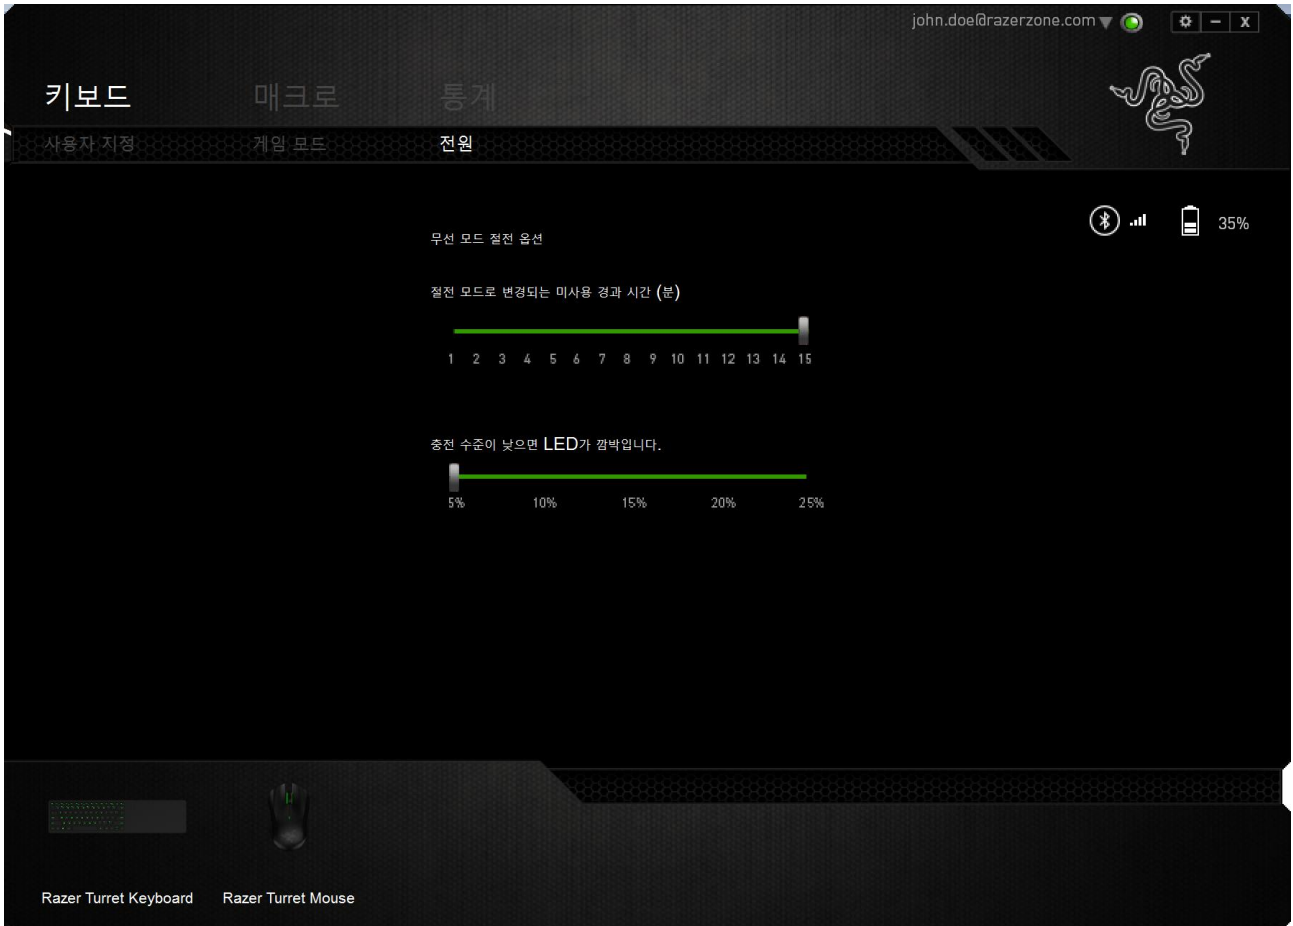 john.doe@razerzone.com
X
키보드 매크로 통계
사용자 지정 게임 모드 전원
35%
무선 모드 절전 옵션
절전 모드로 변경되는 미사용 경과 시간 (분)
1 2 3 4 5 6 7 8 9 10 11 12 13 14 15
충전 수준이 낮으면 LED가 깜박입니다.
5% 10% 15% 20% 25%
Razer Turret Keyboard Razer Turret Mouse